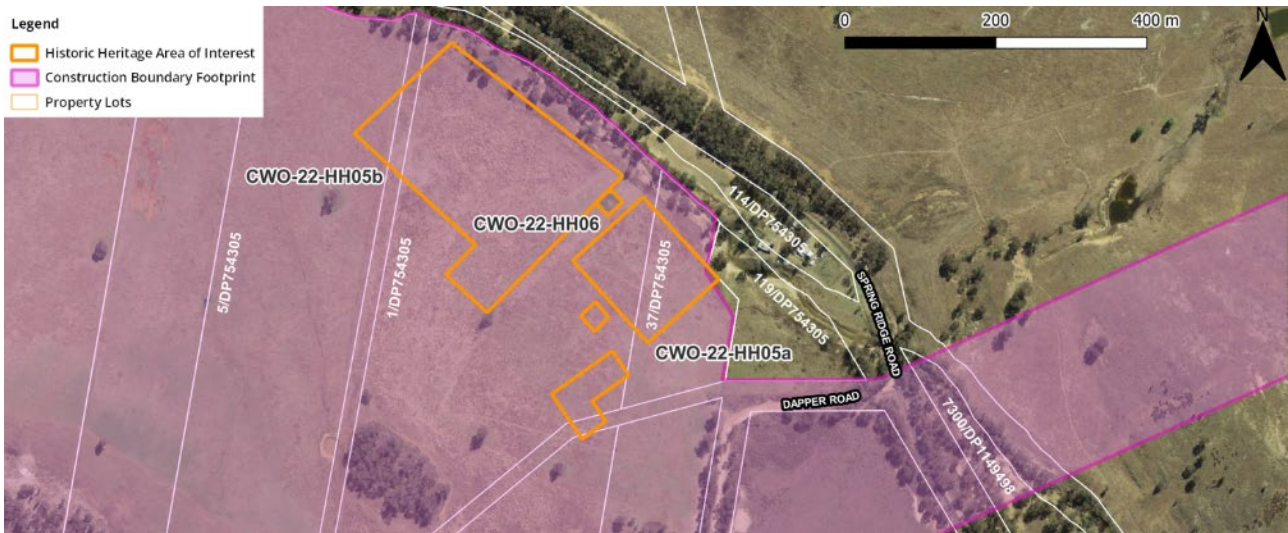 Legend
Historic Heritage Area of Interest
Construction Boundary Footprint
Property Lots
0 200 400 m
N
CWO-22-HH05b
CWO-22-HH06
114/DP754305
5/DP754305
1/DP754305
37/DP754305
119/DP754305
SPRING RIDGE ROAD
CWO-22-HH05a
DAPPER ROAD
7300/DP1149498